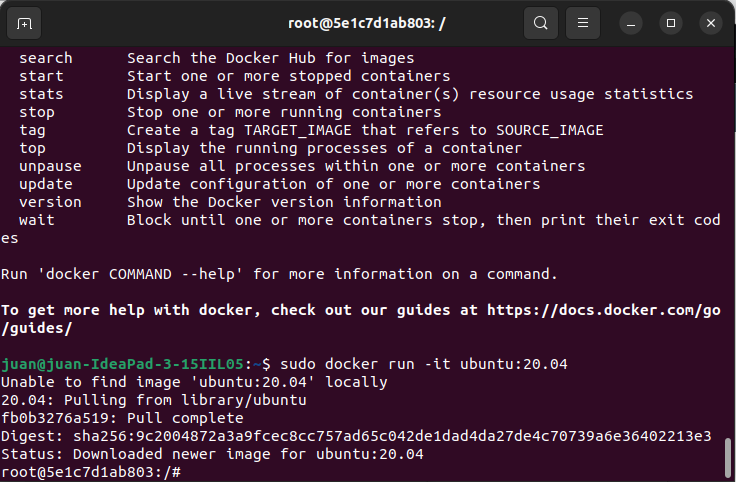 root@5e1c7d1ab803: /
  search      Search the Docker Hub for images
  start       Start one or more stopped containers
  stats       Display a live stream of container(s) resource usage statistics
  stop        Stop one or more running containers
  tag         Create a tag TARGET_IMAGE that refers to SOURCE_IMAGE
  top         Display the running processes of a container
  unpause     Unpause all processes within one or more containers
  update      Update configuration of one or more containers
  version     Show the Docker version information
  wait        Block until one or more containers stop, then print their exit cod
es
Run 'docker COMMAND --help' for more information on a command.
To get more help with docker, check out our guides at https://docs.docker.com/go
/guides/
juan@juan-IdeaPad-3-15IIL05:~$ sudo docker run -it ubuntu:20.04
Unable to find image 'ubuntu:20.04' locally
20.04: Pulling from library/ubuntu
fb0b3276a519: Pull complete
Digest: sha256:9c2004872a3a9fcec8cc757ad65c042de1dad4da27de4c70739a6e36402213e3
Status: Downloaded newer image for ubuntu:20.04
root@5e1c7d1ab803:/#